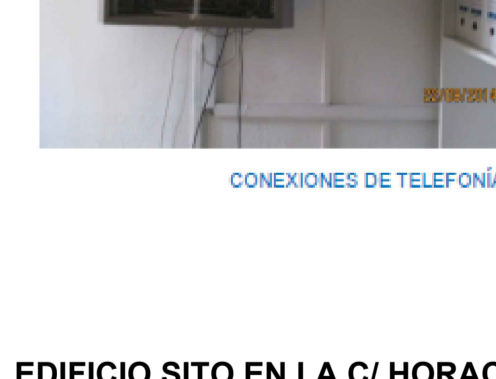 CONEXIONES DE TELEFONÍA
EDIFICIO SITO EN LA C/ HORAC